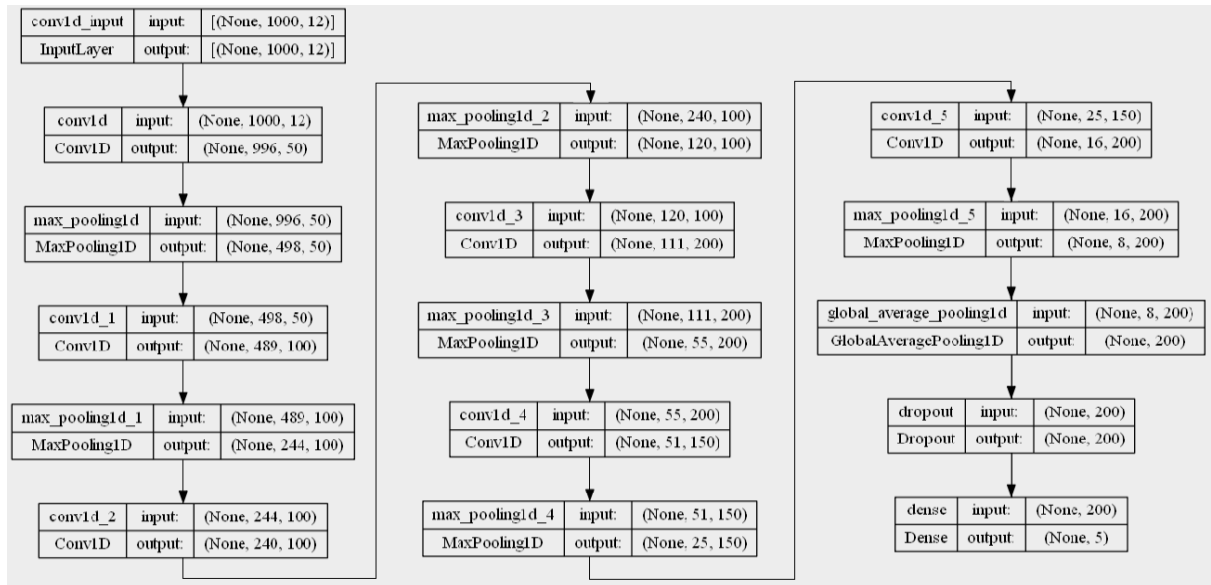 conv1d_input input: [(None, 1000, 12)]
InputLayer output: [(None, 1000, 12)]
conv1d input: (None, 1000, 12)
Conv1D output: (None, 996, 50)
max_pooling1d input: (None, 996, 50)
MaxPooling1D output: (None, 498, 50)
conv1d_1 input: (None, 498, 50)
Conv1D output: (None, 489, 100)
max_pooling1d_1 input: (None, 489, 100)
MaxPooling1D output: (None, 244, 100)
conv1d_2 input: (None, 244, 100)
Conv1D output: (None, 240, 100)
max_pooling1d_2 input: (None, 240, 100)
MaxPooling1D output: (None, 120, 100)
conv1d_3 input: (None, 120, 100)
Conv1D output: (None, 111, 200)
max_pooling1d_3 input: (None, 111, 200)
MaxPooling1D output: (None, 55, 200)
conv1d_4 input: (None, 55, 200)
Conv1D output: (None, 51, 150)
max_pooling1d_4 input: (None, 51, 150)
MaxPooling1D output: (None, 25, 150)
conv1d_5 input: (None, 25, 150)
Conv1D output: (None, 16, 200)
max_pooling1d_5 input: (None, 16, 200)
MaxPooling1D output: (None, 8, 200)
global_average_pooling1d input: (None, 8, 200)
GlobalAveragePooling1D output: (None, 200)
dropout input: (None, 200)
Dropout output: (None, 200)
dense input: (None, 200)
Dense output: (None, 5)